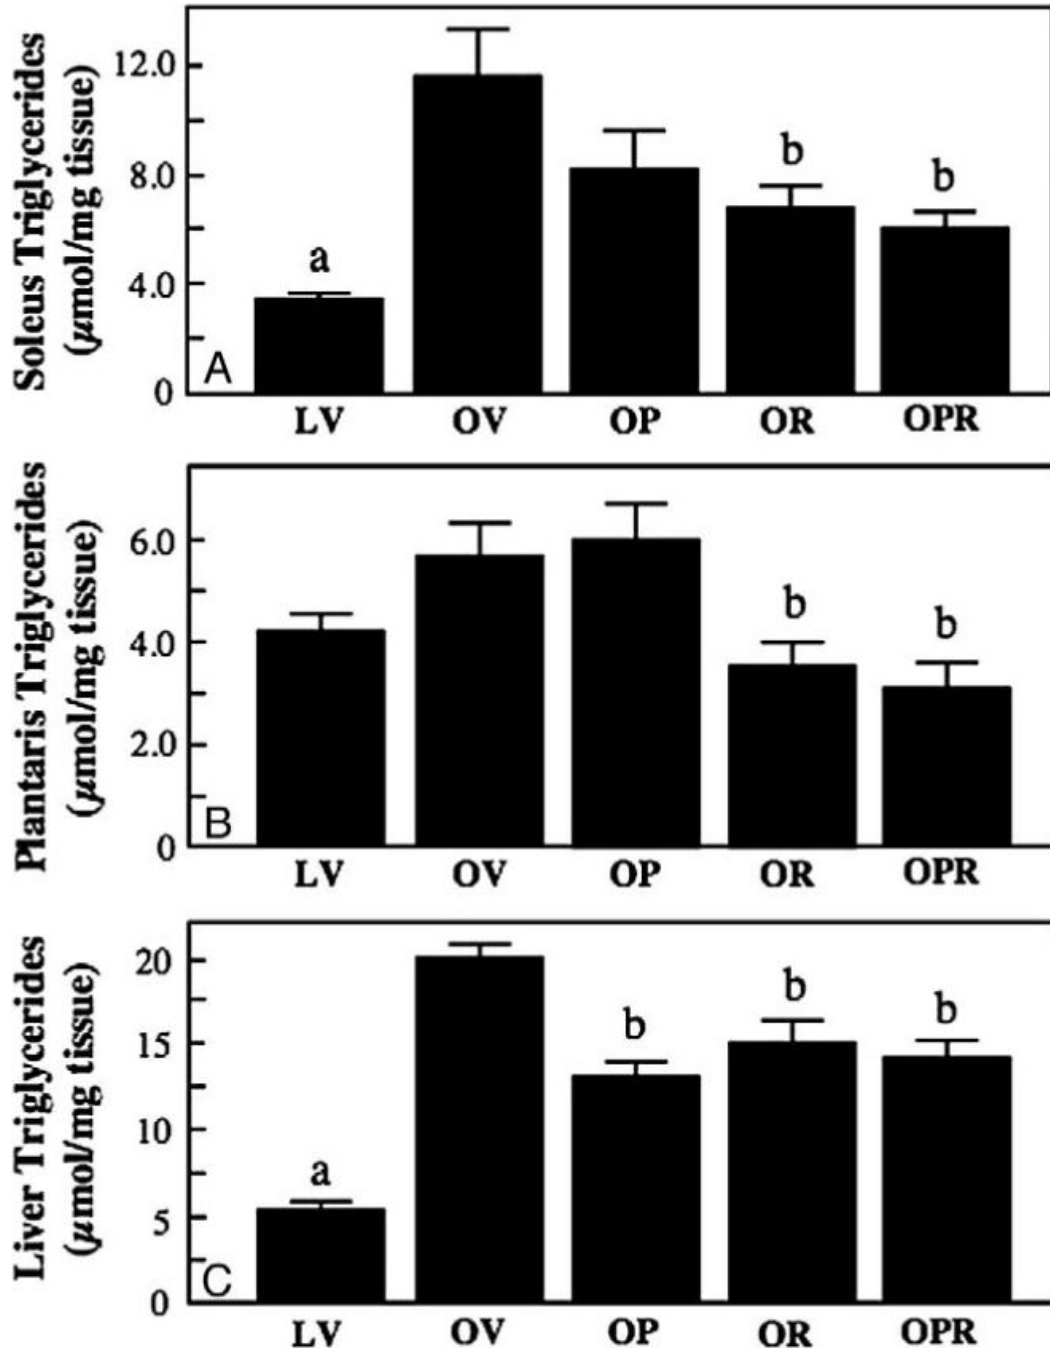 Soleus Triglycerides
(µmol/mg tissue)
12.0
8.0
4.0
0
A
a
b
b
LV OV OP OR OPR
Plantaris Triglycerides
(µmol/mg tissue)
6.0
4.0
2.0
0
B
b
b
LV OV OP OR OPR
Liver Triglycerides
(µmol/mg tissue)
20
15
10
5
0
C
a
b
b
b
LV OV OP OR OPR